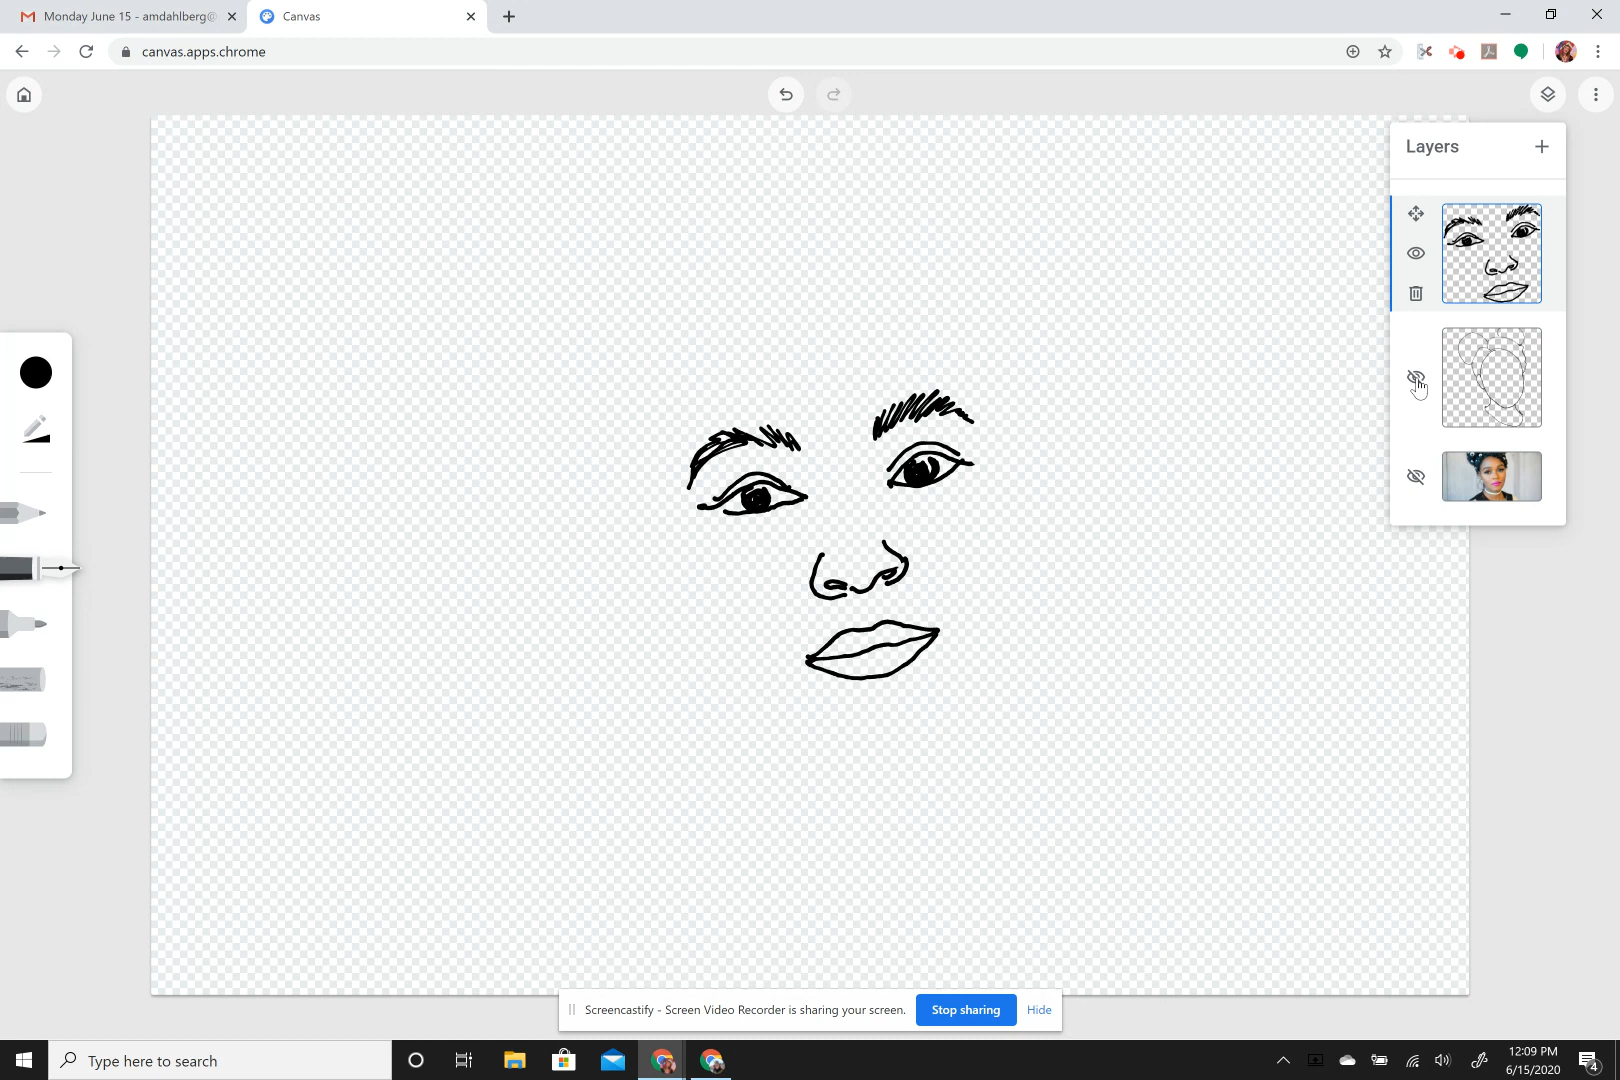 Monday June 15 - amdahlberg@
Canvas
canvas.apps.chrome
Layers
Screencastify - Screen Video Recorder is sharing your screen.
Stop sharing
Hide
Type here to search
12:09 PM
6/15/2020
4